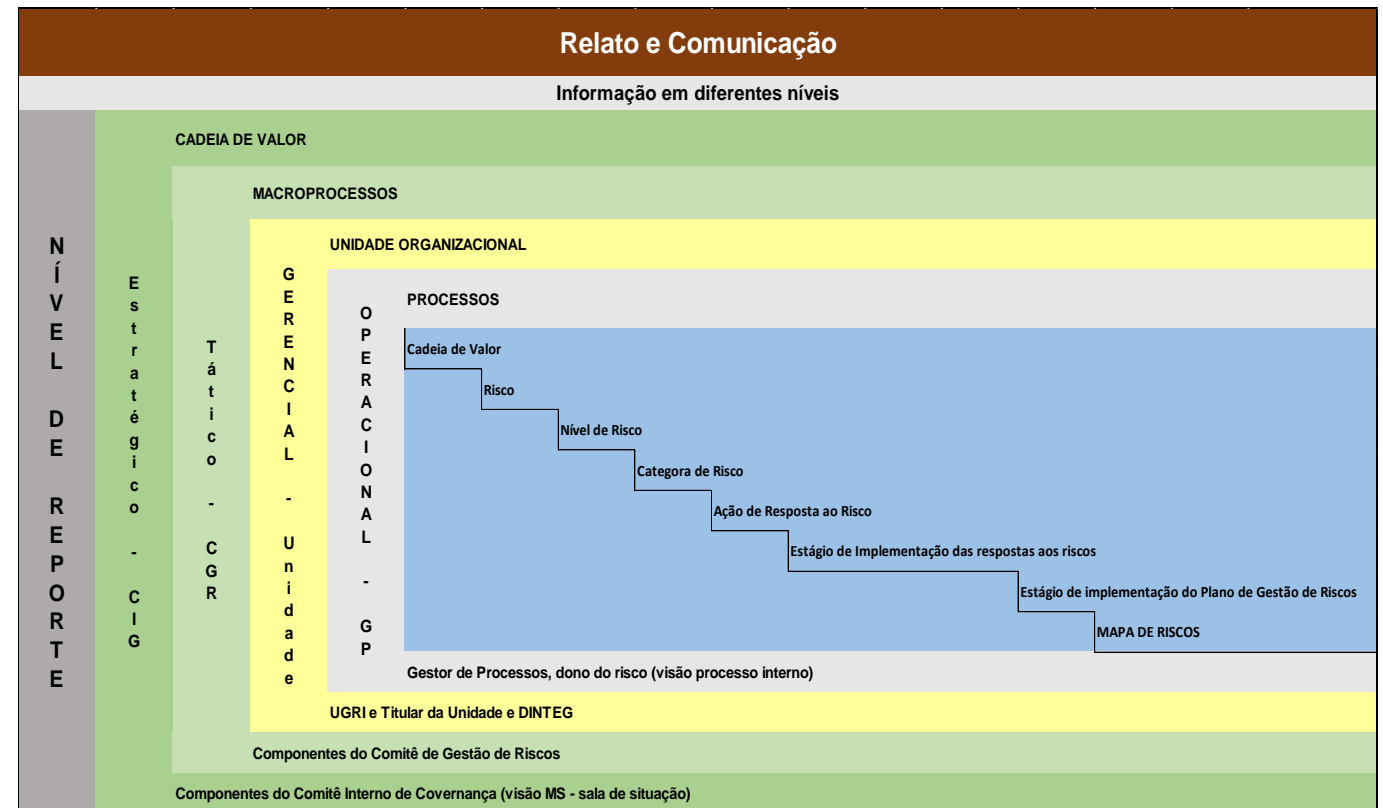 Relato e Comunicação
Informação em diferentes níveis
NÍVEL DE REPORTE
Estratégico - CIG
CADEIA DE VALOR
Tático - CGR
MACROPROCESSOS
GERENCIAL - Unidade
UNIDADE ORGANIZACIONAL
OPERACIONAL - GP
PROCESSOS
Cadeia de Valor
Risco
Nível de Risco
Categora de Risco
Ação de Resposta ao Risco
Estágio de Implementação das respostas aos riscos
Estágio de implementação do Plano de Gestão de Riscos
MAPA DE RISCOS
Gestor de Processos, dono do risco (visão processo interno)
UGRI e Titular da Unidade e DINTEG
Componentes do Comitê de Gestão de Riscos
Componentes do Comitê Interno de Covernança (visão MS - sala de situação)